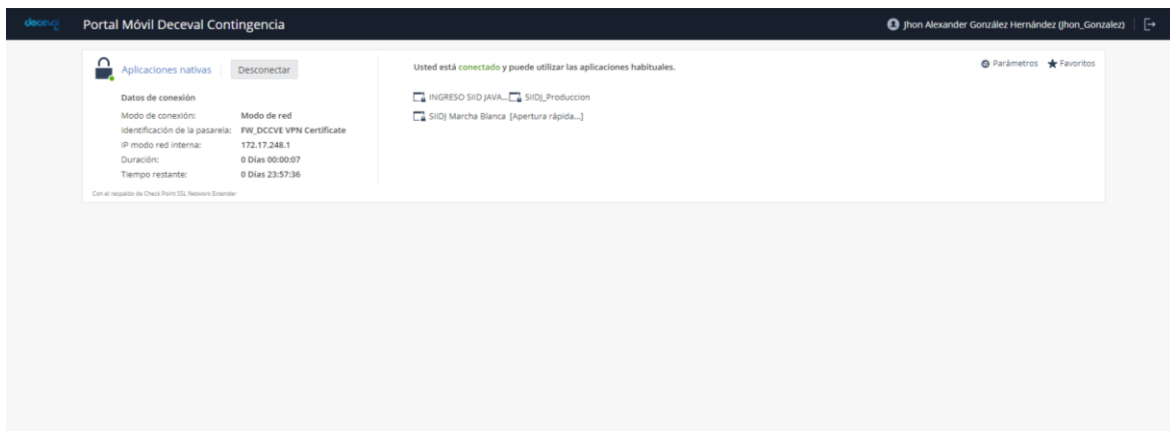 deceval
Portal Móvil Deceval Contingencia
Jhon Alexander González Hernández (Jhon_Gonzalez)
Aplicaciones nativas
Desconectar
Datos de conexión
Modo de conexión: Modo de red
Identificación de la pasarela: FW_DCCVE VPN Certificate
IP modo red interna: 172.17.248.1
Duración: 0 Días 00:00:07
Tiempo restante: 0 Días 23:57:36
Con el respaldo de Check Point SSL Network Extender
Usted está conectado y puede utilizar las aplicaciones habituales.
INGRESO SIID JAVA... SIIDJ_Produccion
SIIDJ Marcha Blanca [Apertura rápida...]
Parámetros Favoritos